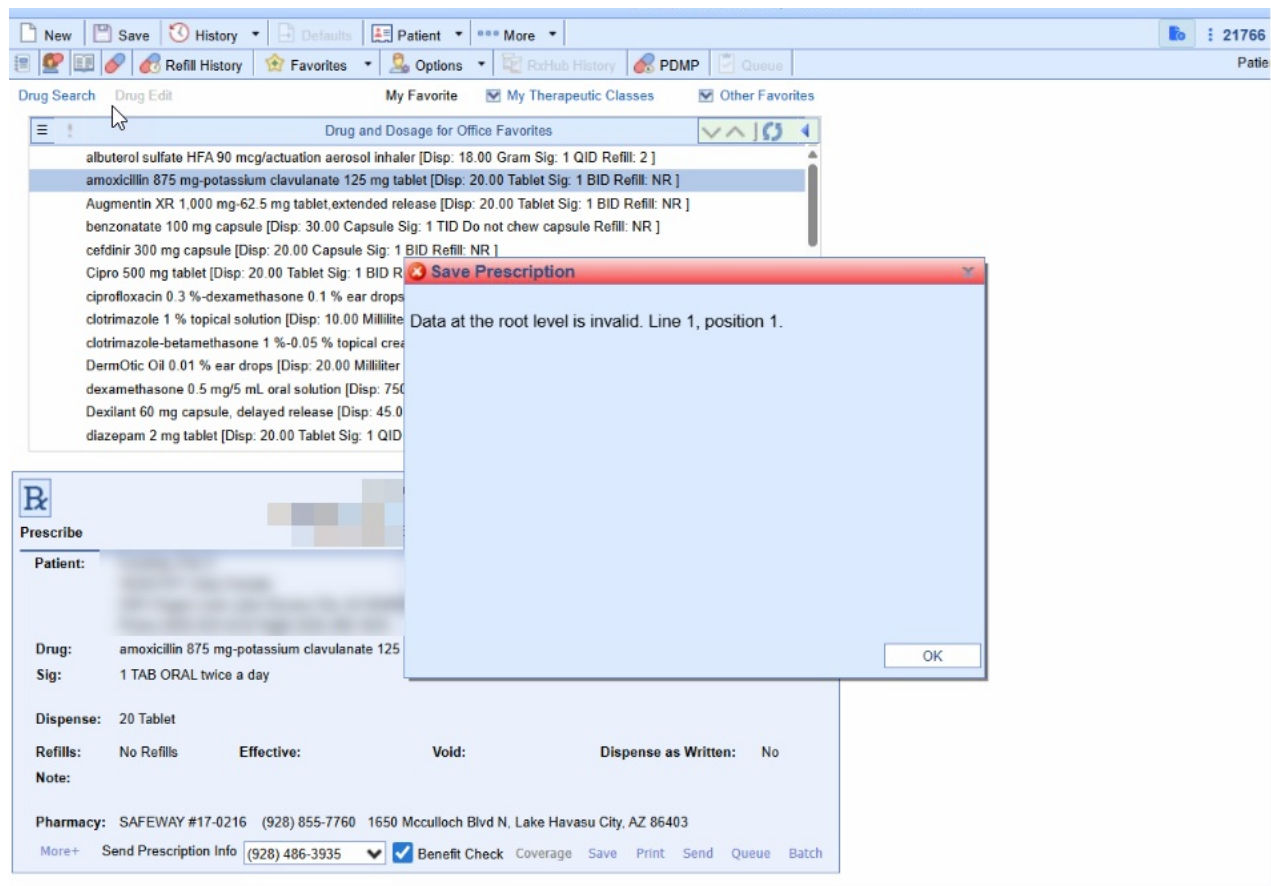 New Save History Defaults Patient More 21766
Refill History Favorites Options RxHub History PDMP Queue Patie
Drug Search Drug Edit My Favorite My Therapeutic Classes Other Favorites
Drug and Dosage for Office Favorites
albuterol sulfate HFA 90 mcg/actuation aerosol inhaler [Disp: 18.00 Gram Sig: 1 QID Refill: 2 ]
amoxicillin 875 mg-potassium clavulanate 125 mg tablet [Disp: 20.00 Tablet Sig: 1 BID Refill: NR ]
Augmentin XR 1,000 mg-62.5 mg tablet,extended release [Disp: 20.00 Tablet Sig: 1 BID Refill: NR ]
benzonatate 100 mg capsule [Disp: 30.00 Capsule Sig: 1 TID Do not chew capsule Refill: NR ]
cefdinir 300 mg capsule [Disp: 20.00 Capsule Sig: 1 BID Refill: NR ]
Cipro 500 mg tablet [Disp: 20.00 Tablet Sig: 1 BID R
ciprofloxacin 0.3 %-dexamethasone 0.1 % ear drops
clotrimazole 1 % topical solution [Disp: 10.00 Millilite
clotrimazole-betamethasone 1 %-0.05 % topical crea
DermOtic Oil 0.01 % ear drops [Disp: 20.00 Milliliter
dexamethasone 0.5 mg/5 mL oral solution [Disp: 750
Dexilant 60 mg capsule, delayed release [Disp: 45.0
diazepam 2 mg tablet [Disp: 20.00 Tablet Sig: 1 QID
Save Prescription
Data at the root level is invalid. Line 1, position 1.
OK
Rx
Prescribe
Patient:
Drug: amoxicillin 875 mg-potassium clavulanate 125
Sig: 1 TAB ORAL twice a day
Dispense: 20 Tablet
Refills: No Refills Effective: Void: Dispense as Written: No
Note:
Pharmacy: SAFEWAY #17-0216 (928) 855-7760 1650 Mcculloch Blvd N, Lake Havasu City, AZ 86403
More+ Send Prescription Info (928) 486-3935 Benefit Check Coverage Save Print Send Queue Batch